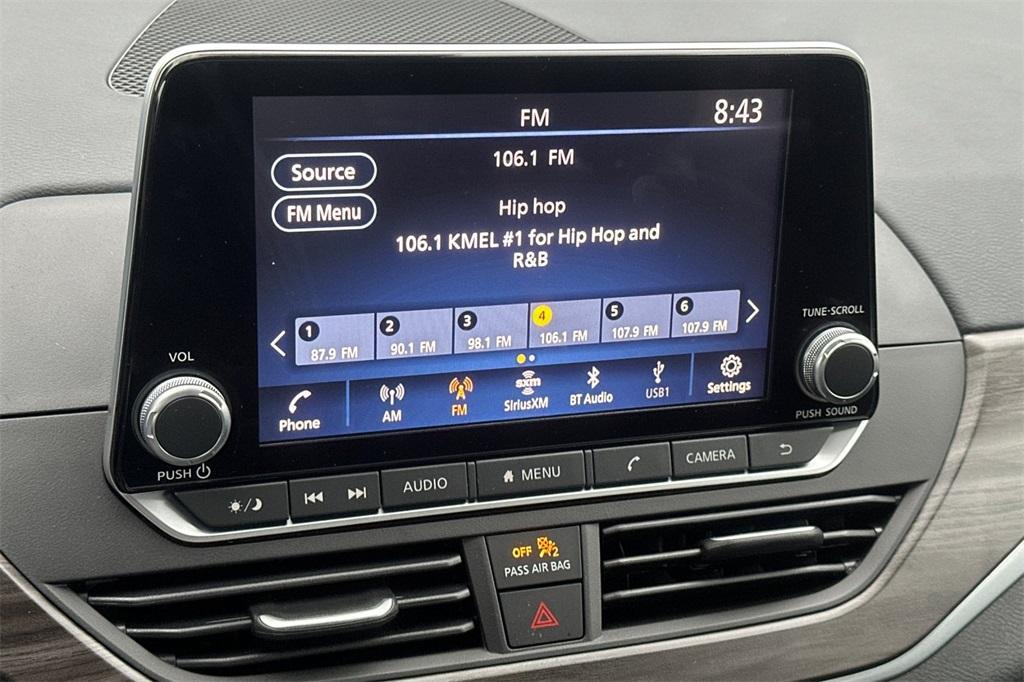 FM
8:43
Source
106.1 FM
FM Menu
Hip hop
106.1 KMEL #1 for Hip Hop and
R&B
1 2 3 4 5 6
87.9 FM 90.1 FM 98.1 FM 106.1 FM 107.9 FM 107.9 FM
Phone AM FM sxm SiriusXM BT Audio USB1 Settings
VOL
PUSH
TUNE·SCROLL
PUSH SOUND
AUDIO MENU CAMERA
OFF 2
PASS AIR BAG